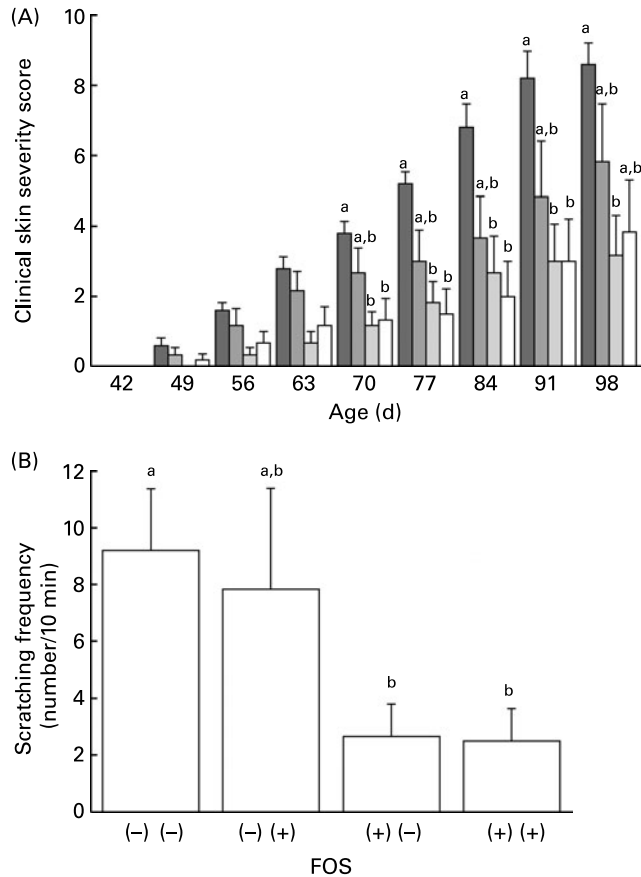 (A)
10
8
6
4
2
0
Clinical skin severity score
a
a,b
b
b
a
a,b
b
b
a
a,b
b
b
a
a,b
b
b
a
a,b
b
a,b
42 49 56 63 70 77 84 91 98
Age (d)
(B)
12
10
8
6
4
2
0
Scratching frequency
(number/10 min)
a
a,b
b
b
(–) (–) (–) (+) (+) (–) (+) (+)
FOS